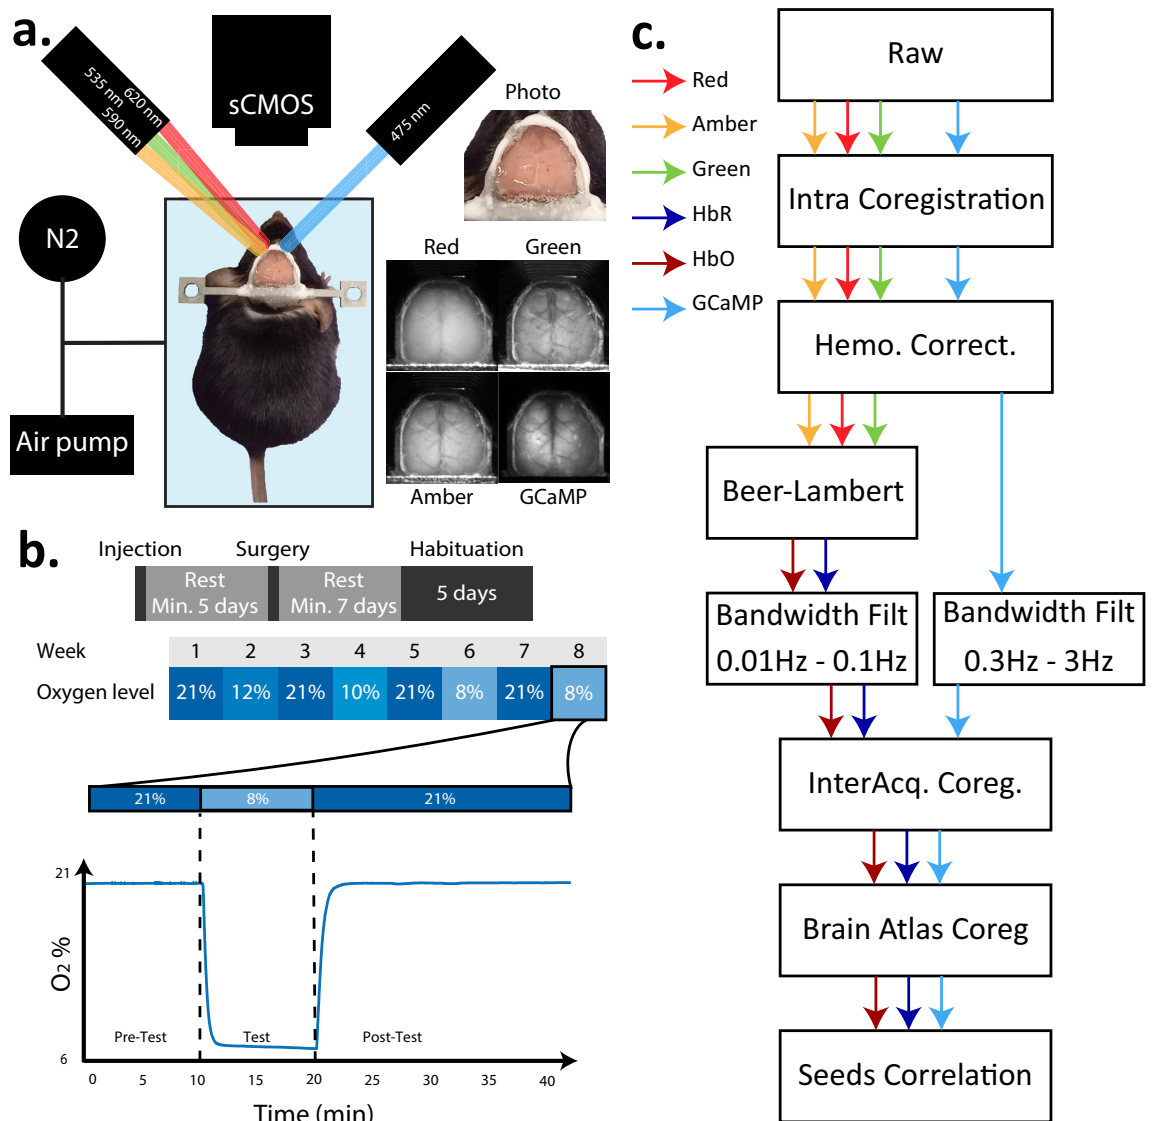 a.
535 nm
620 nm
590 nm
sCMOS
475 nm
Photo
N2
Air pump
Red
Green
Amber
GCaMP
b.
Injection
Surgery
Habituation
Rest
Min. 5 days
Rest
Min. 7 days
5 days
Week
1 2 3 4 5 6 7 8
Oxygen level
21% 12% 21% 10% 21% 8% 21% 8%
21% 8% 21%
21
O2 %
6
Pre-Test
Test
Post-Test
0 5 10 15 20 25 30 35 40
Time (min)
c.
Red
Amber
Green
HbR
HbO
GCaMP
Raw
Intra Coregistration
Hemo. Correct.
Beer-Lambert
Bandwidth Filt
0.01Hz - 0.1Hz
Bandwidth Filt
0.3Hz - 3Hz
InterAcq. Coreg.
Brain Atlas Coreg
Seeds Correlation